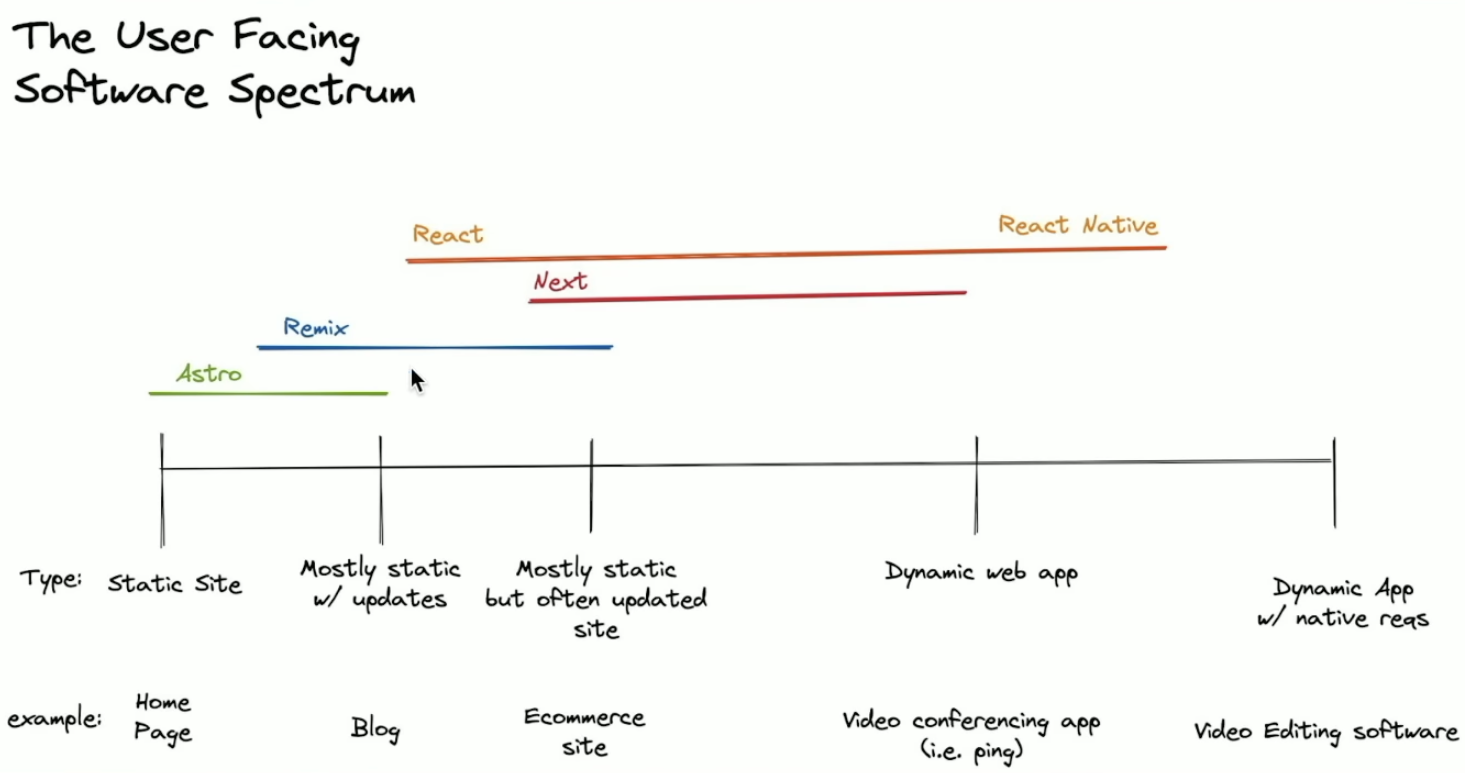 The User Facing
Software Spectrum
React
React Native
Next
Remix
Astro
Type:
Static Site
Mostly static
w/ updates
Mostly static
but often updated
site
Dynamic web app
Dynamic App
w/ native reqs
example:
Home
Page
Blog
Ecommerce
site
Video conferencing app
(i.e. ping)
Video Editing software